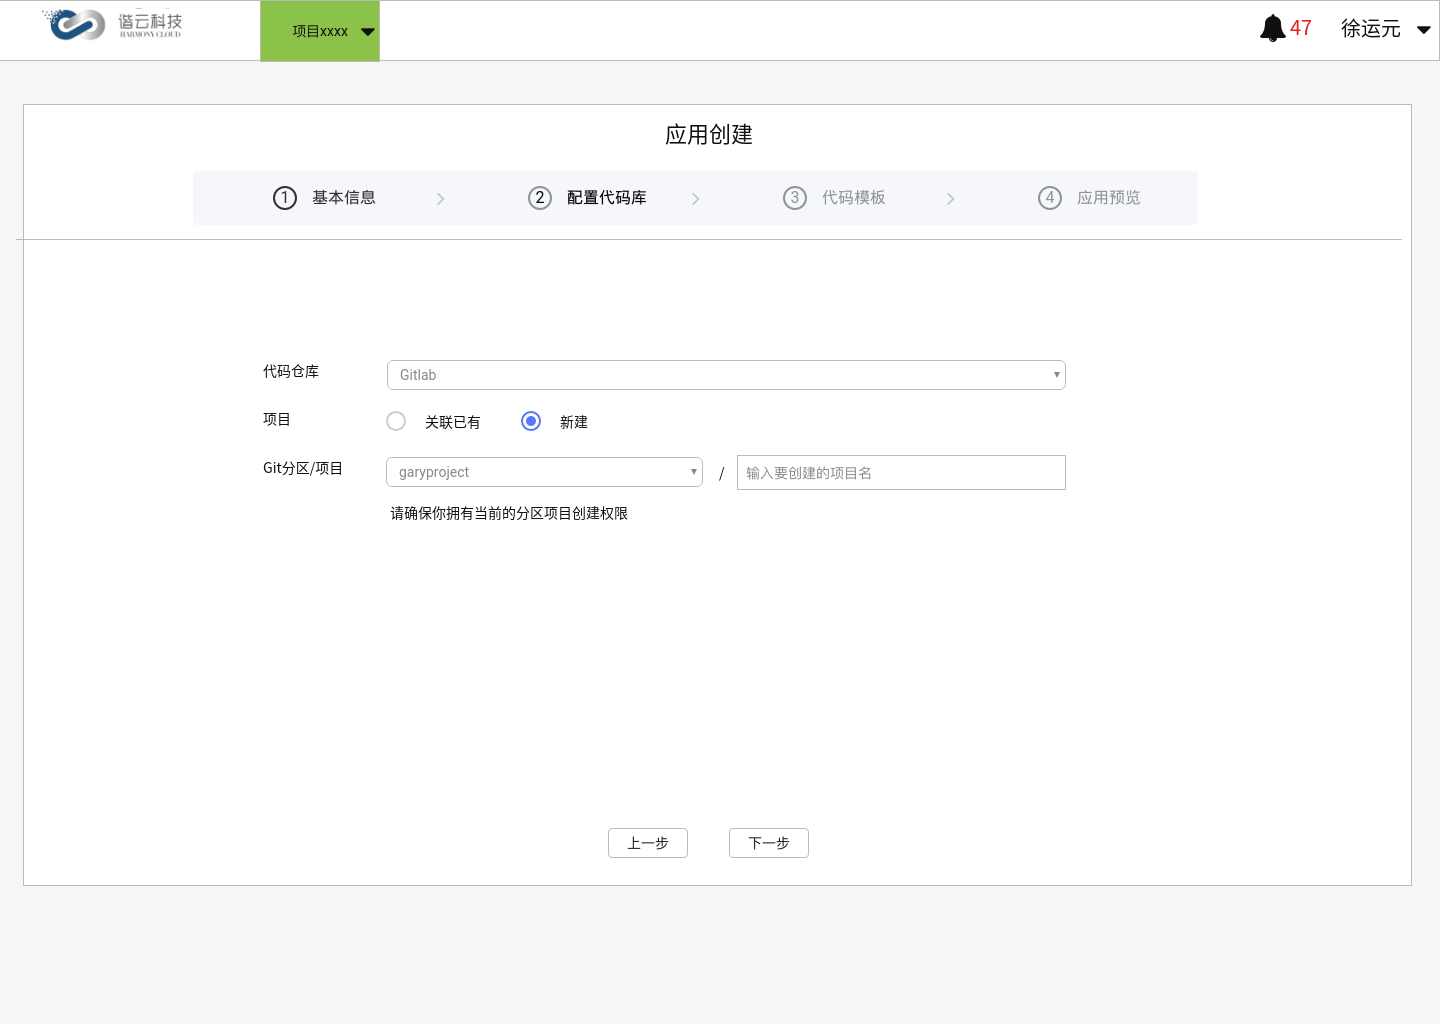 谐云科技
HARMONY CLOUD
项目xxxx
47
徐运元
应用创建
1 基本信息
2 配置代码库
3 代码模板
4 应用预览
代码仓库 Gitlab
项目 关联已有 新建
Git分区/项目 garyproject / 输入要创建的项目名
请确保你拥有当前的分区项目创建权限
上一步 下一步